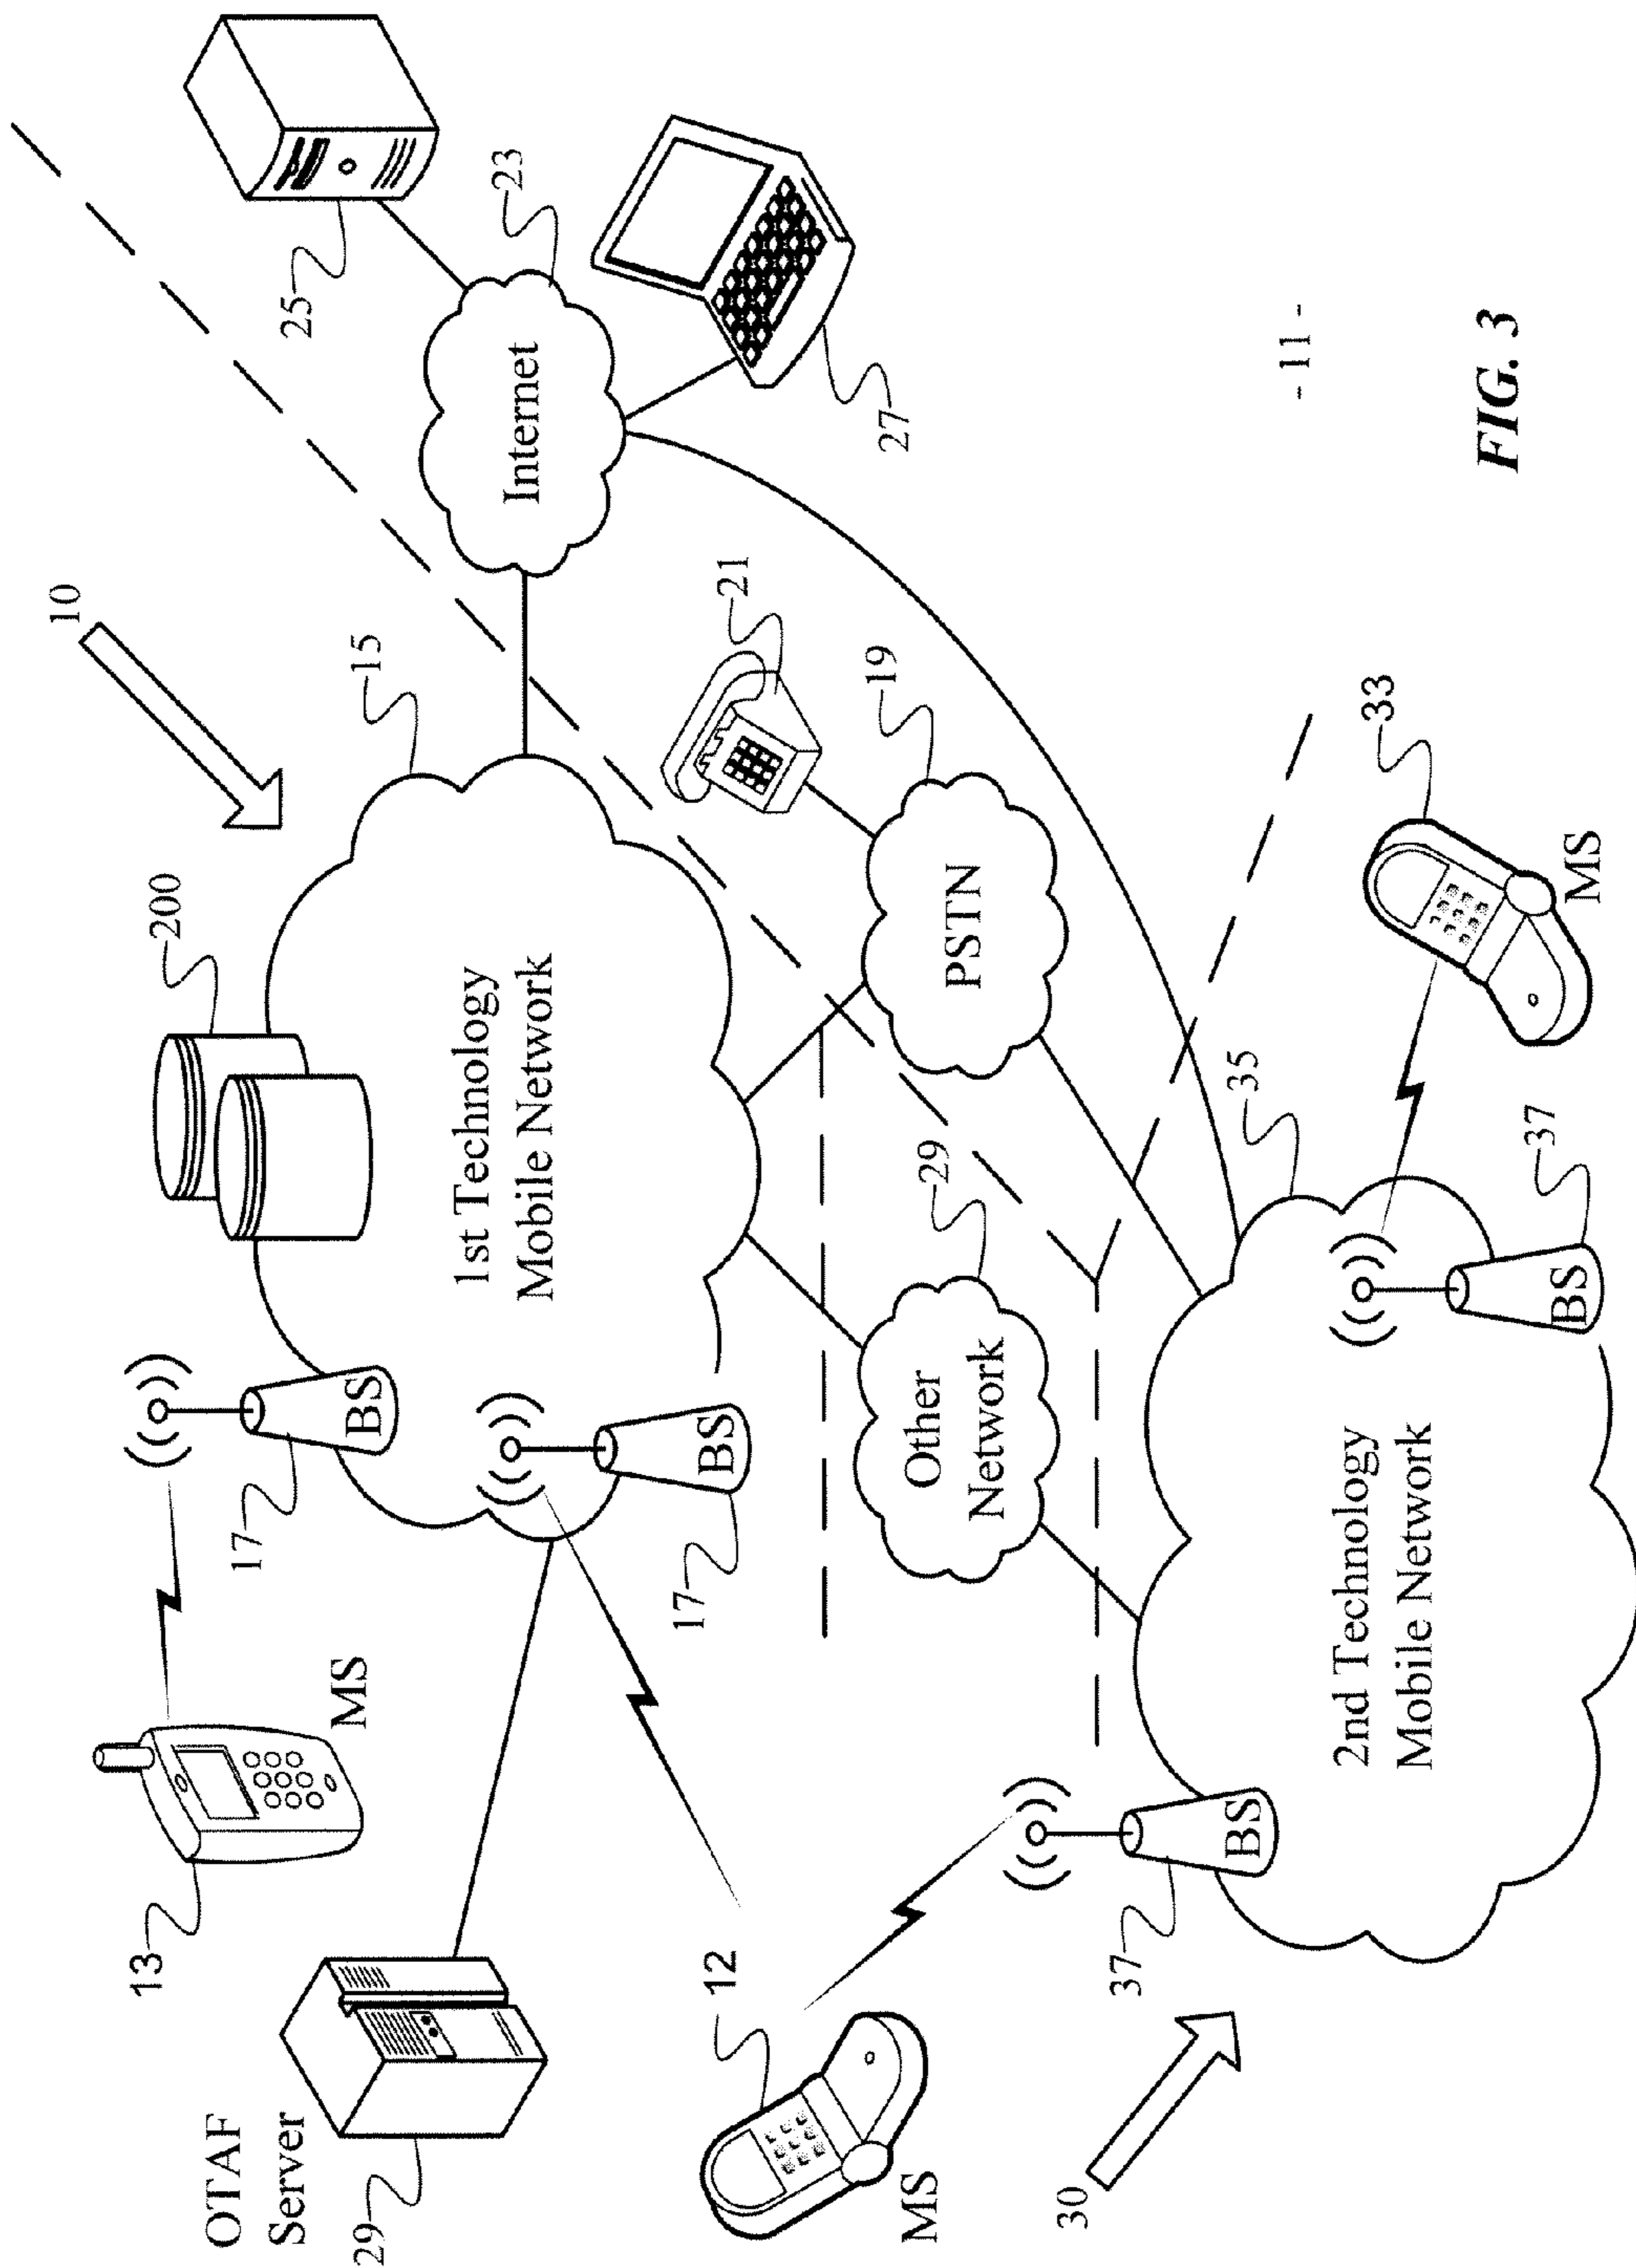 10
13
200
OTAF
Server
29
17
25
MS
BS
15
1st Technology
Mobile Network
23
Internet
12
17
BS
21
27
19
MS
Other
Network
29
PSTN
30
37
BS
35
-11 -
2nd Technology
Mobile Network
33
FIG. 3
37
BS
MS